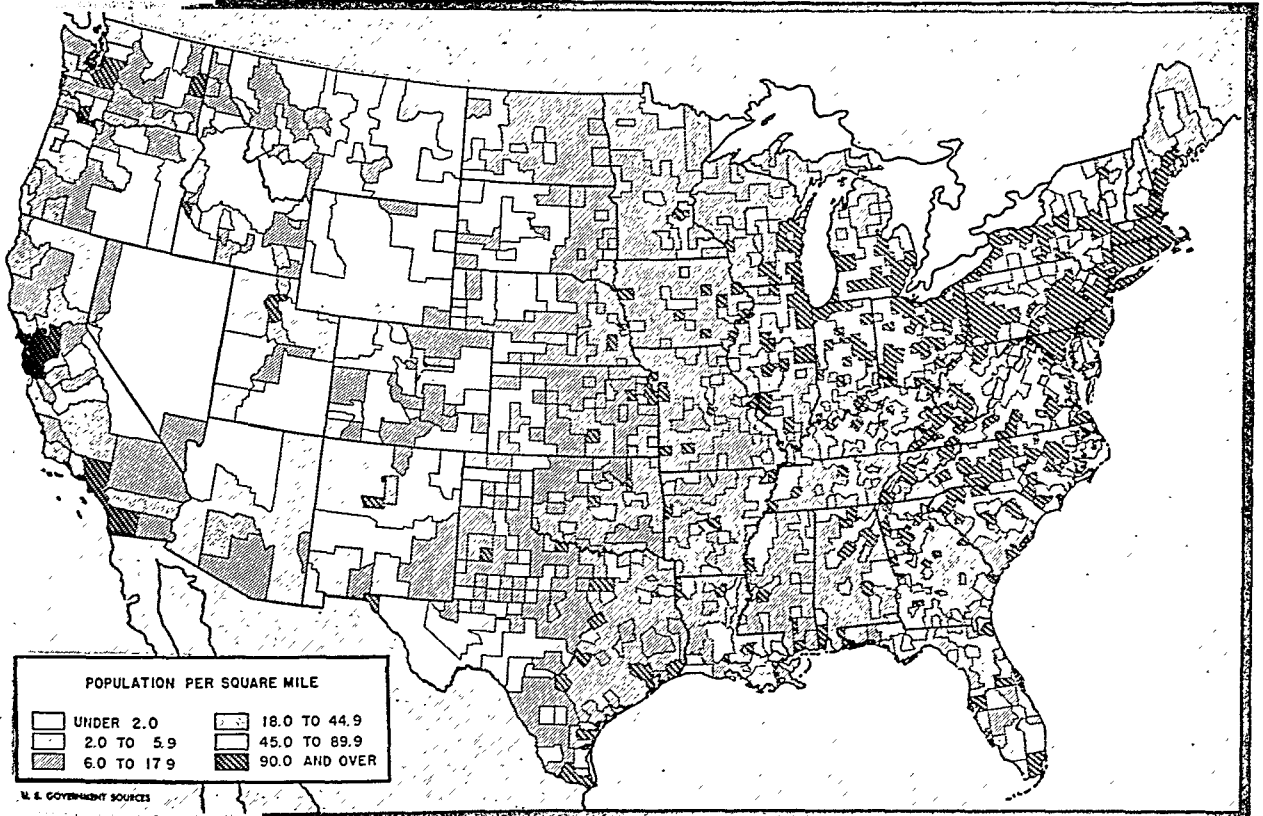 POPULATION PER SQUARE MILE
UNDER 2.0
2.0 TO 5.9
6.0 TO 17 9
18.0 TO 44.9
45.0 TO 89.9
90.0 AND OVER
U. S. GOVERNMENT SOURCES